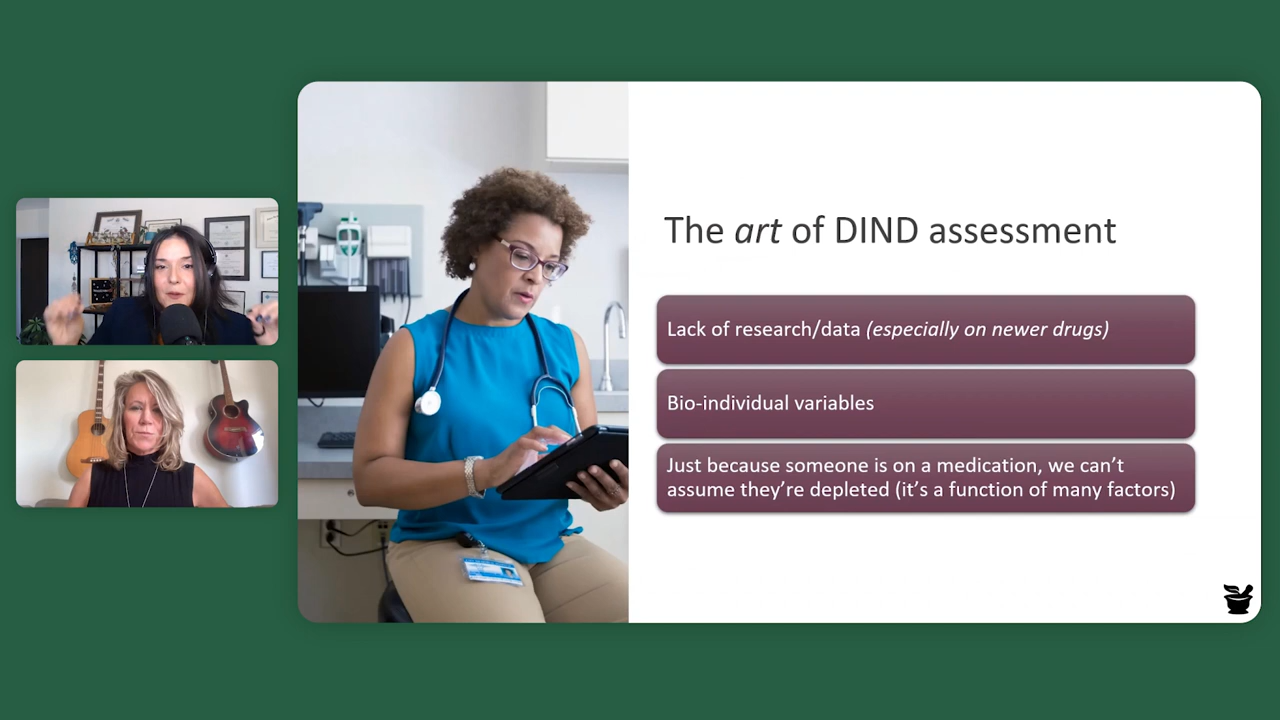 The art of DIND assessment
Lack of research/data (especially on newer drugs)
Bio-individual variables
Just because someone is on a medication, we can’t
assume they’re depleted (it’s a function of many factors)